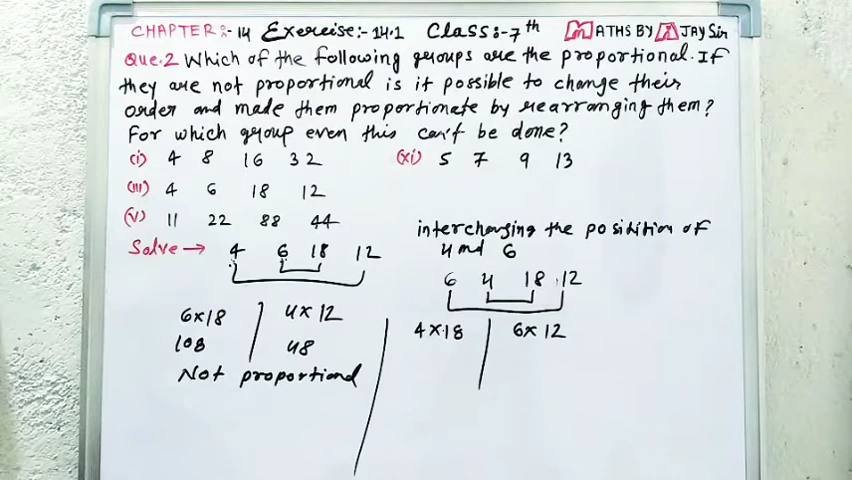 CHAPTER:- 14 Exercise:- 14.1 Class:- 7th MATHS BY AJAY Sir
Que.2 Which of the following groups are the proportional. If
they are not proportional is it possible to change their
order and made them proportionate by rearranging them?
For which group even this can't be done?
(i) 4 8 16 32 (xi) 5 7 9 13
(iii) 4 6 18 12
(v) 11 22 88 44
Solve → 4 6 18 12
interchanging the posidition of
4 and 6
6 4 18 12
6×18 4×12
108 48
Not proportional
4×18 6×12